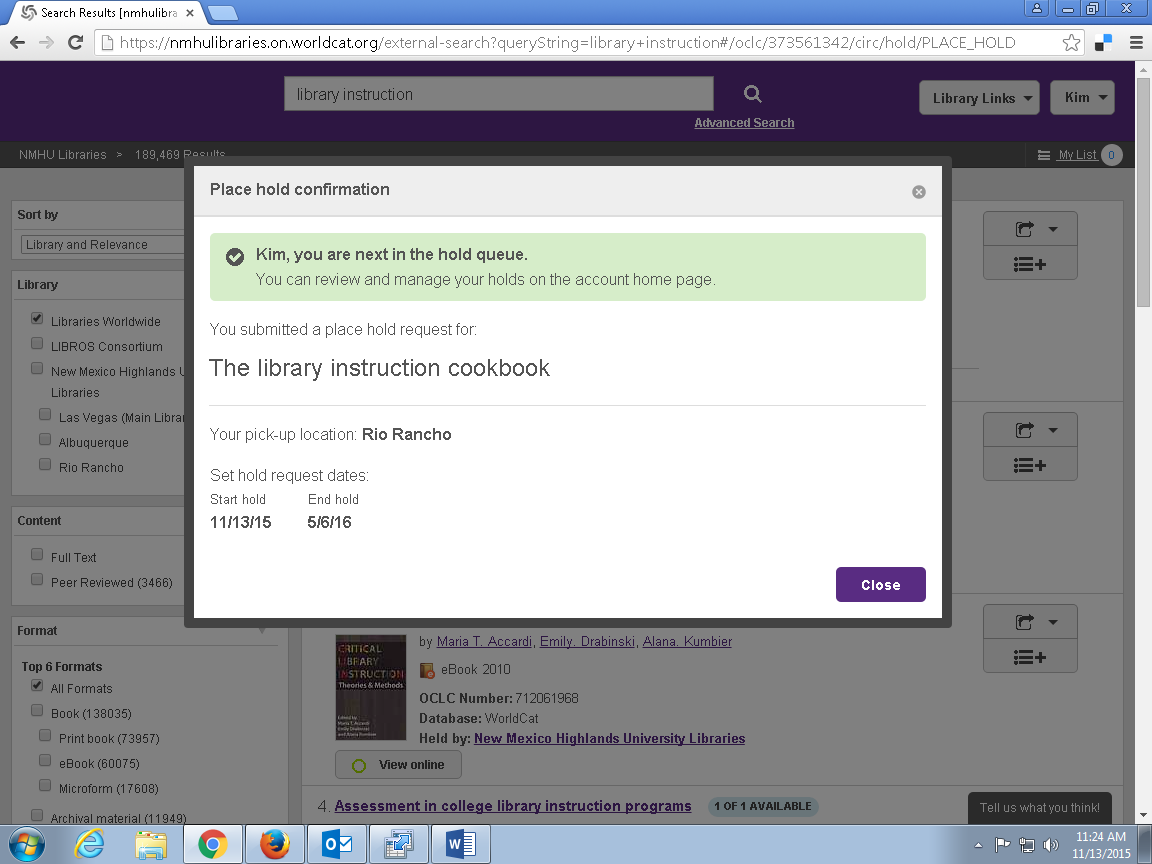 Search Results [nmhulibra
https://nmhulibraries.on.worldcat.org/external-search?queryString=library+instruction#/oclc/373561342/circ/hold/PLACE_HOLD
library instruction
Library Links
Kim
Advanced Search
NMHU Libraries > 189,469 Results
My List 0
Place hold confirmation
Kim, you are next in the hold queue.
You can review and manage your holds on the account home page.
You submitted a place hold request for:
The library instruction cookbook
Your pick-up location: Rio Rancho
Set hold request dates:
Start hold End hold
11/13/15 5/6/16
Close
Sort by
Library and Relevance
Library
Libraries Worldwide
LIBROS Consortium
New Mexico Highlands U
Libraries
Las Vegas (Main Librar
Albuquerque
Rio Rancho
Content
Full Text
Peer Reviewed (3466)
Format
Top 6 Formats
All Formats
Book (138035)
Print book (73957)
eBook (60075)
Microform (17608)
Archival material (11949)
CRITICAL
LIBRARY
INSTRUCTION
Theories & Methods
Edited by
Maria T. Accardi
Emily Drabinski
and Alana Kumbier
by Maria T. Accardi, Emily. Drabinski, Alana. Kumbier
eBook 2010
OCLC Number: 712061968
Database: WorldCat
Held by: New Mexico Highlands University Libraries
View online
4. Assessment in college library instruction programs 1 OF 1 AVAILABLE
Tell us what you think!
11:24 AM
11/13/2015